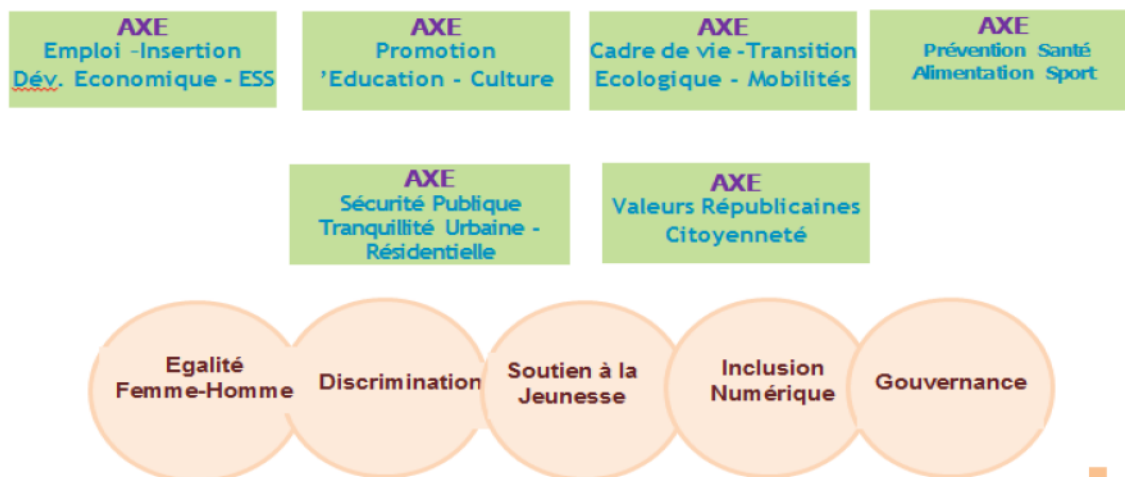 AXE
Emploi -Insertion
Dév. Economique - ESS
AXE
Promotion
'Education - Culture
AXE
Cadre de vie -Transition
Ecologique - Mobilités
AXE
Prévention Santé
Alimentation Sport
AXE
Sécurité Publique
Tranquillité Urbaine -
Résidentielle
AXE
Valeurs Républicaines
Citoyenneté
Egalité
Femme-Homme
Discrimination
Soutien à la
Jeunesse
Inclusion
Numérique
Gouvernance